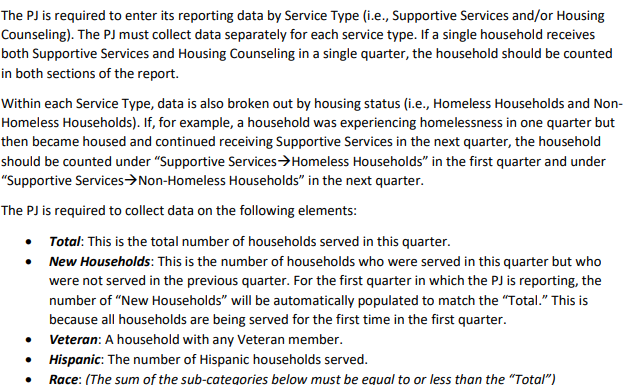 The PJ is required to enter its reporting data by Service Type (i.e., Supportive Services and/or Housing
Counseling). The PJ must collect data separately for each service type. If a single household receives
both Supportive Services and Housing Counseling in a single quarter, the household should be counted
in both sections of the report.
Within each Service Type, data is also broken out by housing status (i.e., Homeless Households and Non-
Homeless Households). If, for example, a household was experiencing homelessness in one quarter but
then became housed and continued receiving Supportive Services in the next quarter, the household
should be counted under “Supportive Services→Homeless Households” in the first quarter and under
“Supportive Services→Non-Homeless Households” in the next quarter.
The PJ is required to collect data on the following elements:
• Total: This is the total number of households served in this quarter.
• New Households: This is the number of households who were served in this quarter but who
were not served in the previous quarter. For the first quarter in which the PJ is reporting, the
number of “New Households” will be automatically populated to match the “Total.” This is
because all households are being served for the first time in the first quarter.
• Veteran: A household with any Veteran member.
• Hispanic: The number of Hispanic households served.
• Race: (The sum of the sub-categories below must be equal to or less than the “Total”)